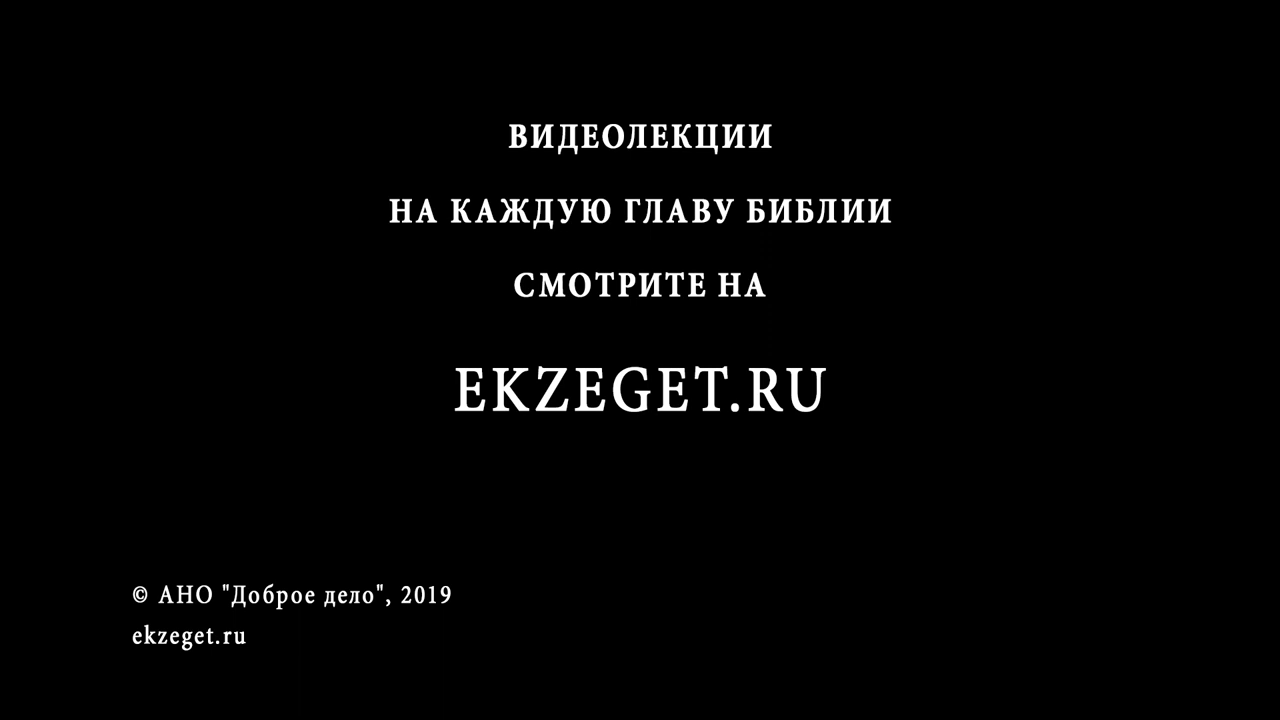 ВИДЕОЛЕКЦИИ
НА КАЖДУЮ ГЛАВУ БИБЛИИ
СМОТРИТЕ НА
EKZEGET.RU
© АНО "Доброе дело", 2019
ekzeget.ru